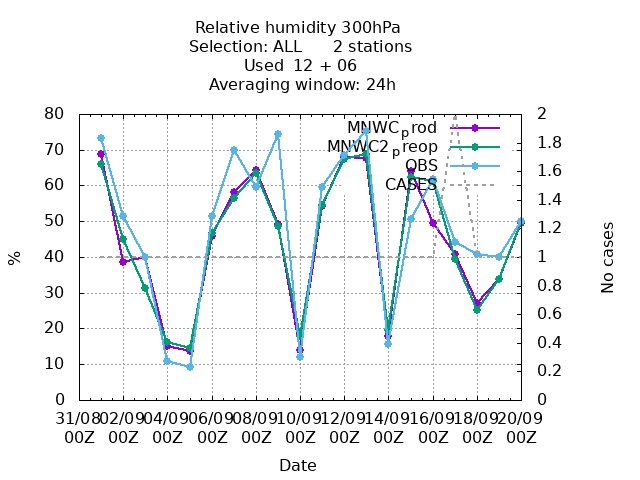 Relative humidity 300hPa
Selection: ALL 2 stations
Used 12 + 06
Averaging window: 24h
80 2
70 1.8
60 1.6
50 1.4
40 1.2
30 1
20 0.8
10 0.6
0 0.4
0.2
0
MNWCprod
MNWC2preop
OBS
CASES
%
No cases
31/08 02/09 04/09 06/09 08/09 10/09 12/09 14/09 16/09 18/09 20/09
00Z 00Z 00Z 00Z 00Z 00Z 00Z 00Z 00Z 00Z 00Z
Date